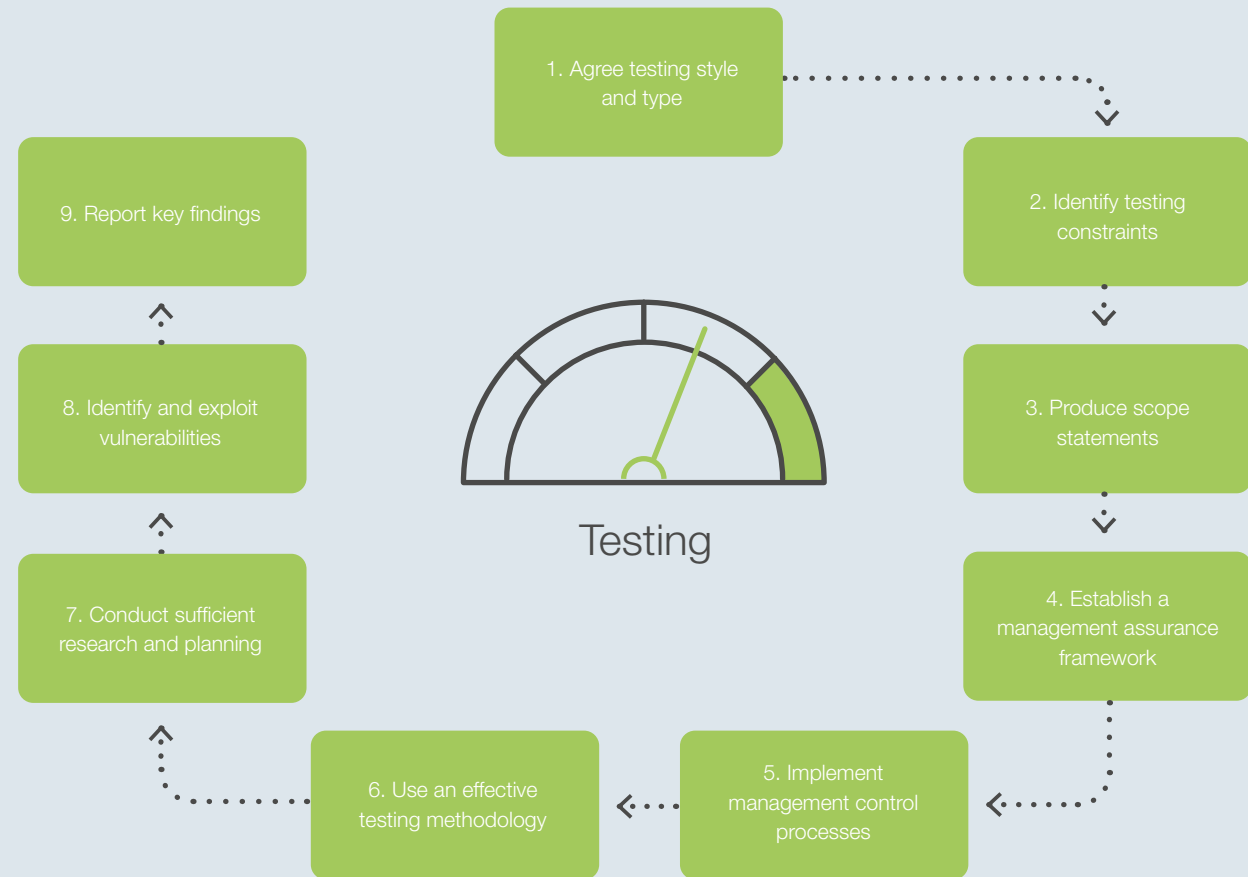 1. Agree testing style
and type
2. Identify testing
constraints
3. Produce scope
statements
4. Establish a
management assurance
framework
5. Implement
management control
processes
6. Use an effective
testing methodology
7. Conduct sufficient
research and planning
8. Identify and exploit
vulnerabilities
9. Report key findings
Testing